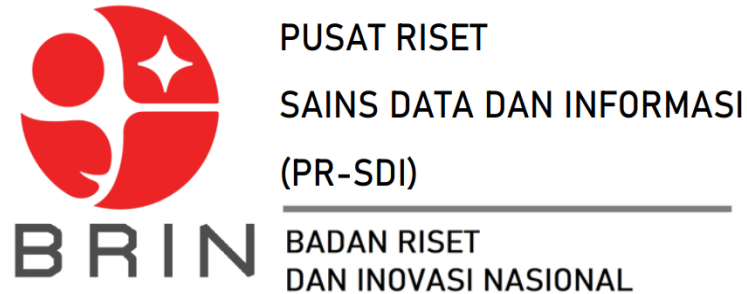 PUSAT RISET
SAINS DATA DAN INFORMASI
(PR-SDI)
BRIN
BADAN RISET
DAN INOVASI NASIONAL